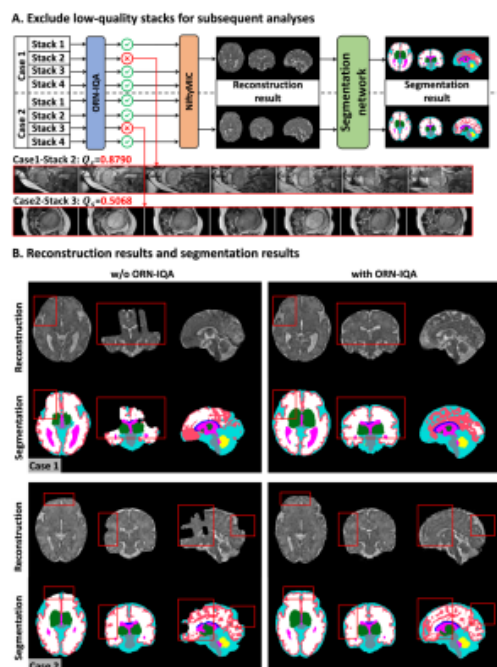 A. Exclude low-quality stacks for subsequent analyses
Case 1
Stack 1
Stack 2
Stack 3
Stack 4
Case 2
Stack 1
Stack 2
Stack 3
Stack 4
ORN-IQA
NiftyMIC
Reconstruction
result
Segmentation
network
Segmentation
result
Case1-Stack 2: Qs=0.8790
Case2-Stack 3: Qs=0.5068
B. Reconstruction results and segmentation results
w/o ORN-IQA
with ORN-IQA
Reconstruction
Segmentation
Case 1
Reconstruction
Segmentation
Case 2